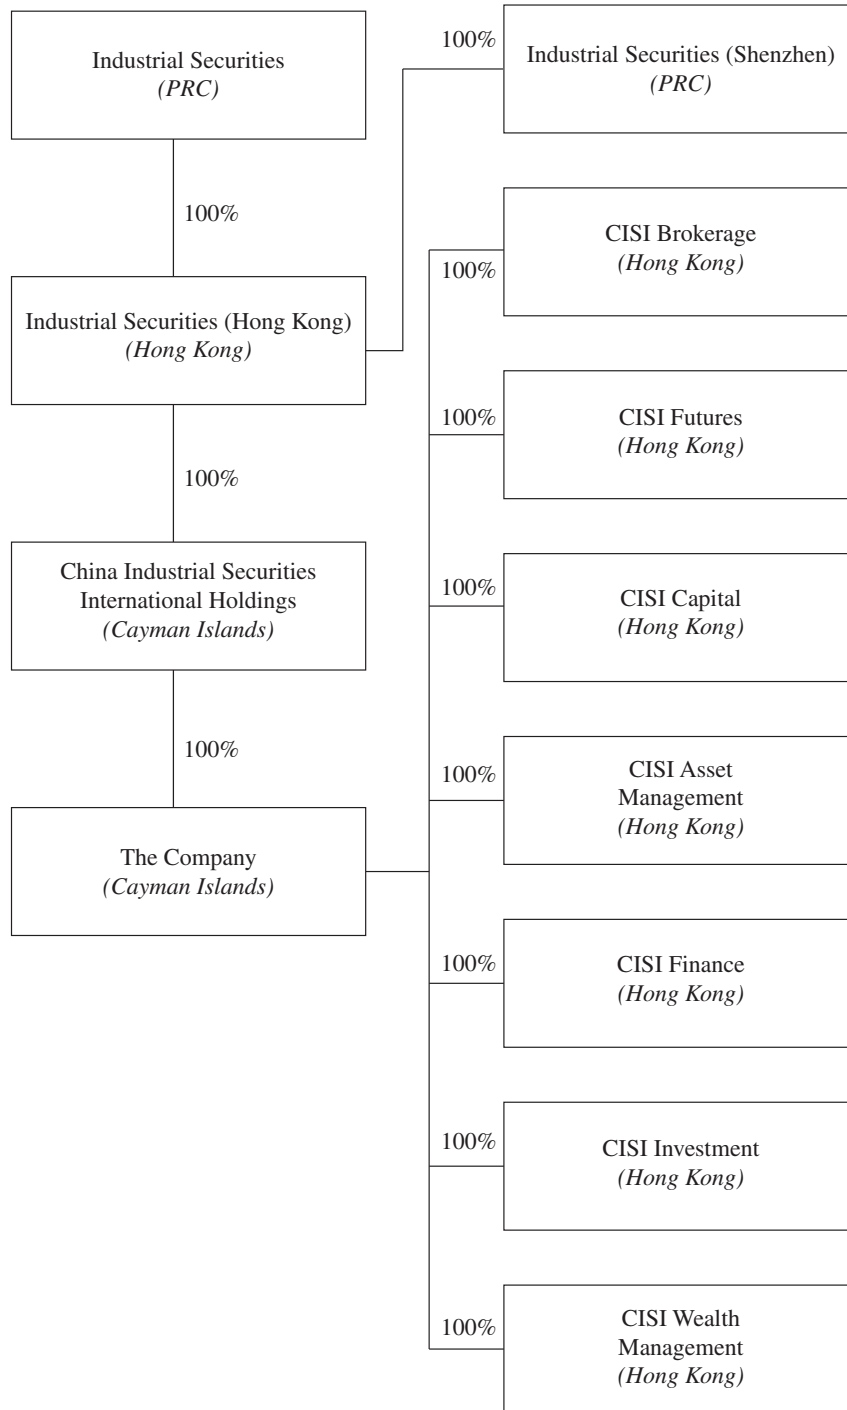 Industrial Securities
(PRC)
100%
Industrial Securities (Shenzhen)
(PRC)
100%
Industrial Securities (Hong Kong)
(Hong Kong)
100%
China Industrial Securities
International Holdings
(Cayman Islands)
100%
The Company
(Cayman Islands)
100%
CISI Brokerage
(Hong Kong)
100%
CISI Futures
(Hong Kong)
100%
CISI Capital
(Hong Kong)
100%
CISI Asset
Management
(Hong Kong)
100%
CISI Finance
(Hong Kong)
100%
CISI Investment
(Hong Kong)
100%
CISI Wealth
Management
(Hong Kong)